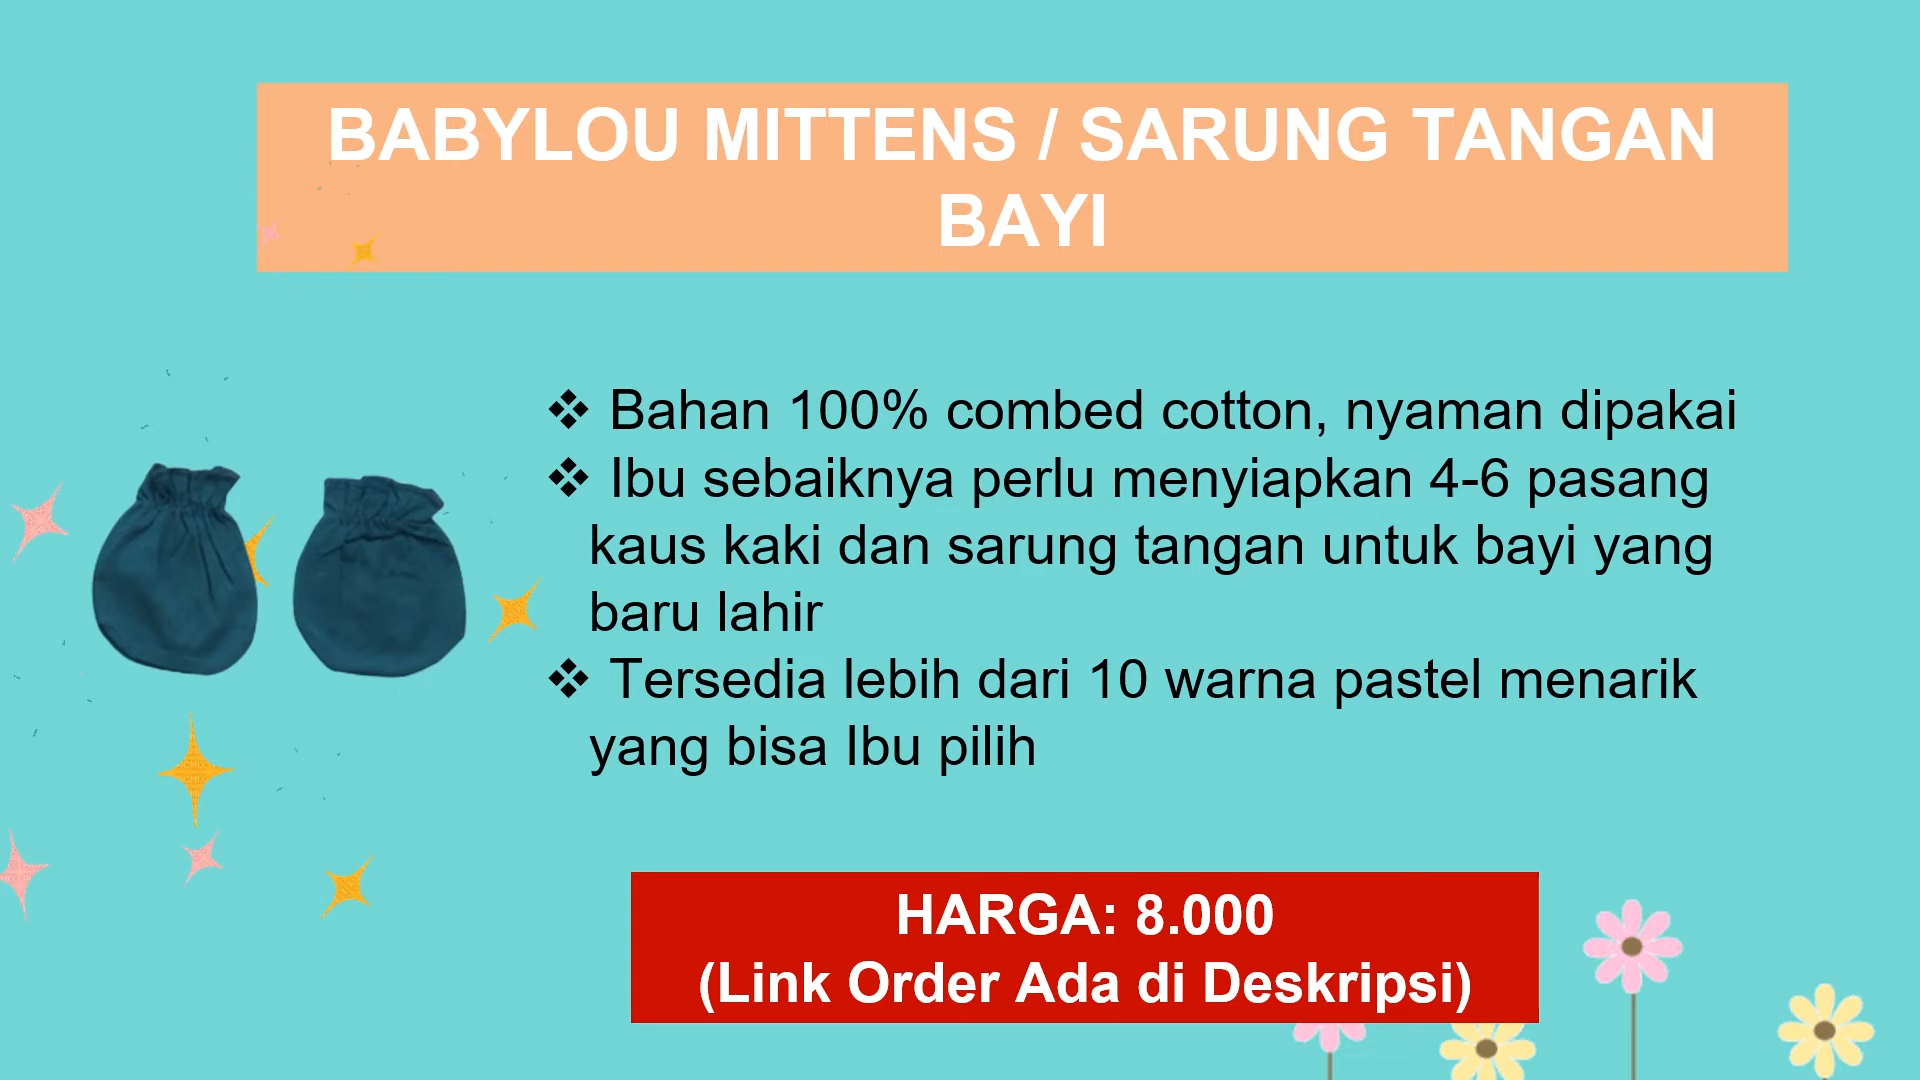 BABYLOU MITTENS / SARUNG TANGAN
BAYI
❖ Bahan 100% combed cotton, nyaman dipakai
❖ Ibu sebaiknya perlu menyiapkan 4-6 pasang
kaus kaki dan sarung tangan untuk bayi yang
baru lahir
❖ Tersedia lebih dari 10 warna pastel menarik
yang bisa Ibu pilih
HARGA: 8.000
(Link Order Ada di Deskripsi)